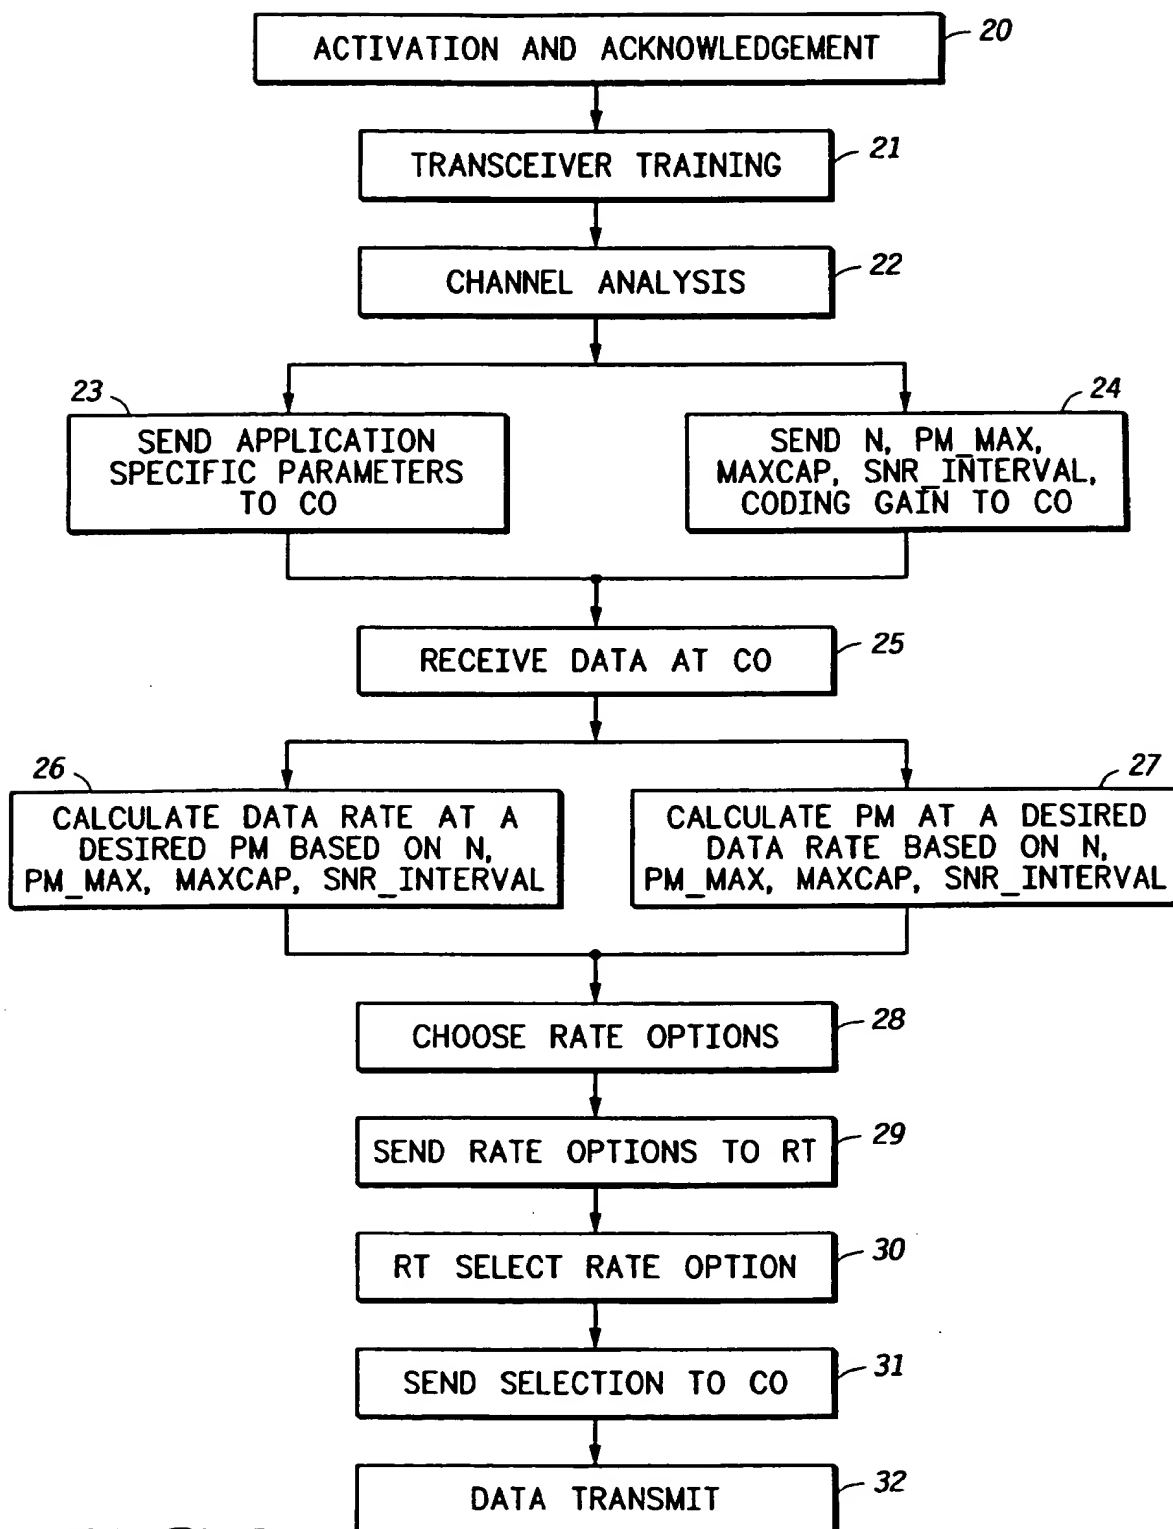 ACTIVATION AND ACKNOWLEDGEMENT
20
TRANSCEIVER TRAINING
21
CHANNEL ANALYSIS
22
23
SEND APPLICATION
SPECIFIC PARAMETERS
TO CO
24
SEND N, PM_MAX,
MAXCAP, SNR_INTERVAL,
CODING GAIN TO CO
RECEIVE DATA AT CO
25
26
CALCULATE DATA RATE AT A
DESIRED PM BASED ON N,
PM_MAX, MAXCAP, SNR_INTERVAL
27
CALCULATE PM AT A DESIRED
DATA RATE BASED ON N,
PM_MAX, MAXCAP, SNR_INTERVAL
CHOOSE RATE OPTIONS
28
SEND RATE OPTIONS TO RT
29
RT SELECT RATE OPTION
30
SEND SELECTION TO CO
31
DATA TRANSMIT
32